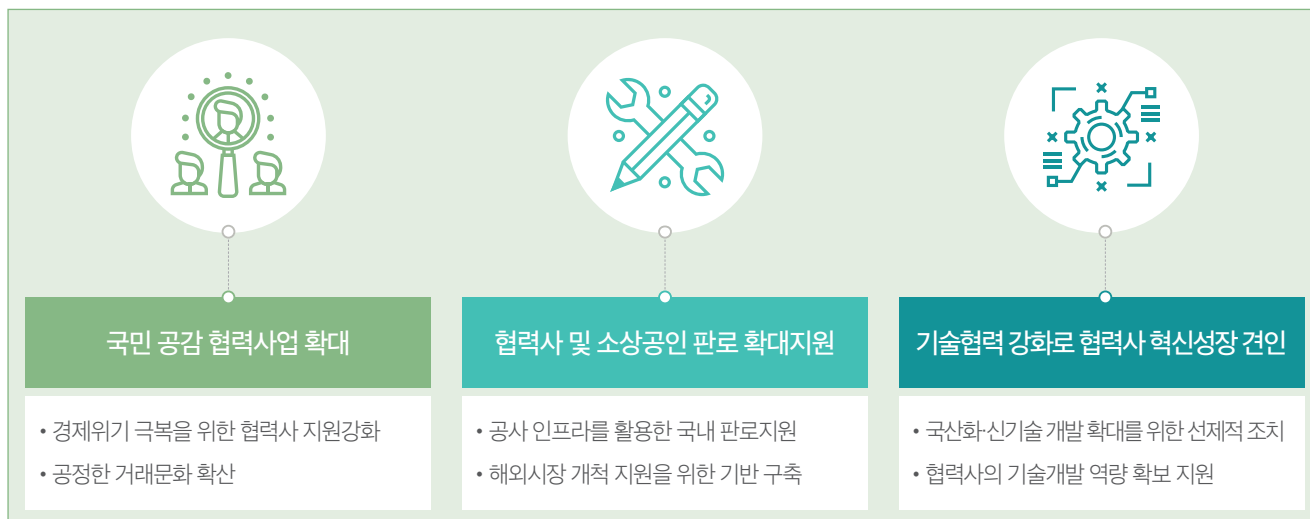 국민 공감 협력사업 확대
• 경제위기 극복을 위한 협력사 지원강화
• 공정한 거래문화 확산
협력사 및 소상공인 판로 확대지원
• 공사 인프라를 활용한 국내 판로지원
• 해외시장 개척 지원을 위한 기반 구축
기술협력 강화로 협력사 혁신성장 견인
• 국산화·신기술 개발 확대를 위한 선제적 조치
• 협력사의 기술개발 역량 확보 지원